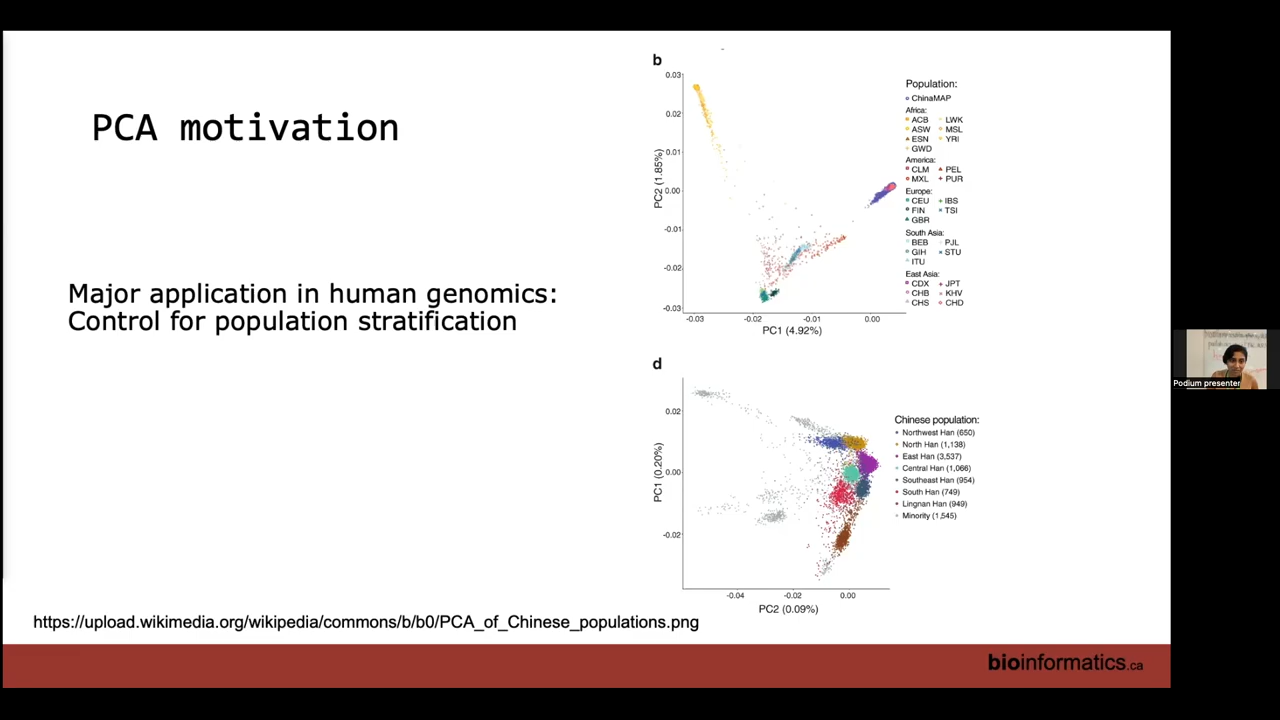 PCA motivation
Major application in human genomics:
Control for population stratification
b
0.03
0.02
0.01
0.00
-0.01
-0.02
-0.03
PC2 (1.85%)
-0.03 -0.02 -0.01 0.00
PC1 (4.92%)
Population:
ChinaMAP
Africa:
ACB LWK
ASW MSL
ESN YRI
GWD
America:
CLM PEL
MXL PUR
Europe:
CEU IBS
FIN TSI
GBR
South Asia:
BEB PJL
GIH STU
ITU
East Asia:
CDX JPT
CHB KHV
CHS CHD
d
0.02
0.00
-0.02
PC1 (0.20%)
-0.04 -0.02 0.00
PC2 (0.09%)
Chinese population:
Northwest Han (650)
North Han (1,138)
East Han (3,537)
Central Han (1,066)
Southeast Han (954)
South Han (749)
Lingnan Han (949)
Minority (1,545)
https://upload.wikimedia.org/wikipedia/commons/b/b0/PCA_of_Chinese_populations.png
bioinformatics.ca
Podium presenter